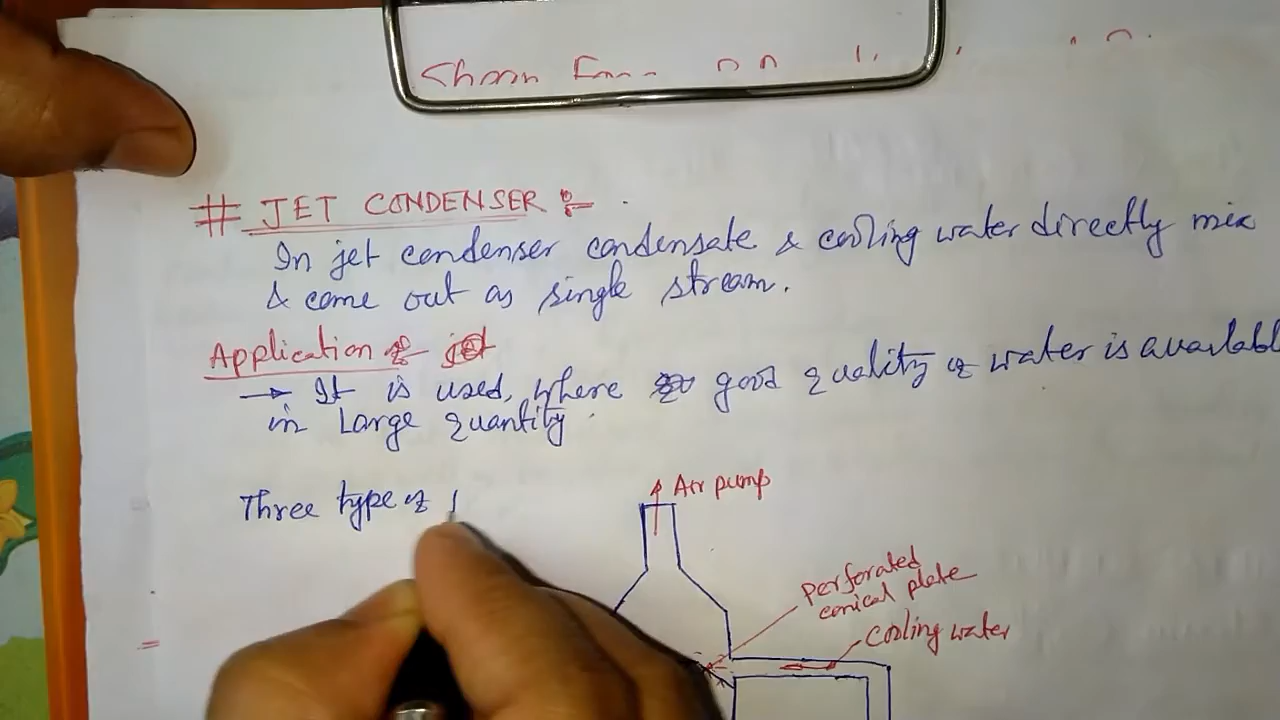 # JET CONDENSER :-
In jet condenser condensate & cooling water directly mix
& come out as single stream.
Application :-
→ It is used, where good quality of water is availabl
in Large quantity.
Three type of
Air pump
perforated
conical plate
cooling water